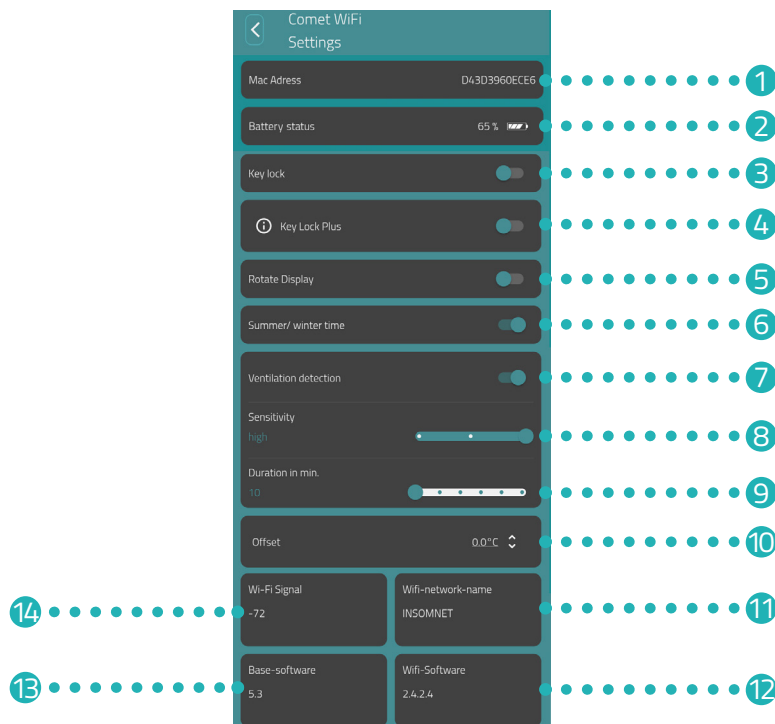 Comet WiFi
Settings
Mac Adress D43D3960ECE6 1
Battery status 65 % 2
Key lock 3
Key Lock Plus 4
Rotate Display 5
Summer/ winter time 6
Ventilation detection 7
Sensitivity
high 8
Duration in min.
10 9
Offset 0.0°C 10
Wi-Fi Signal Wifi-network-name
14 -72 INSOMNET 11
Base-software Wifi-Software
13 5.3 2.4.2.4 12